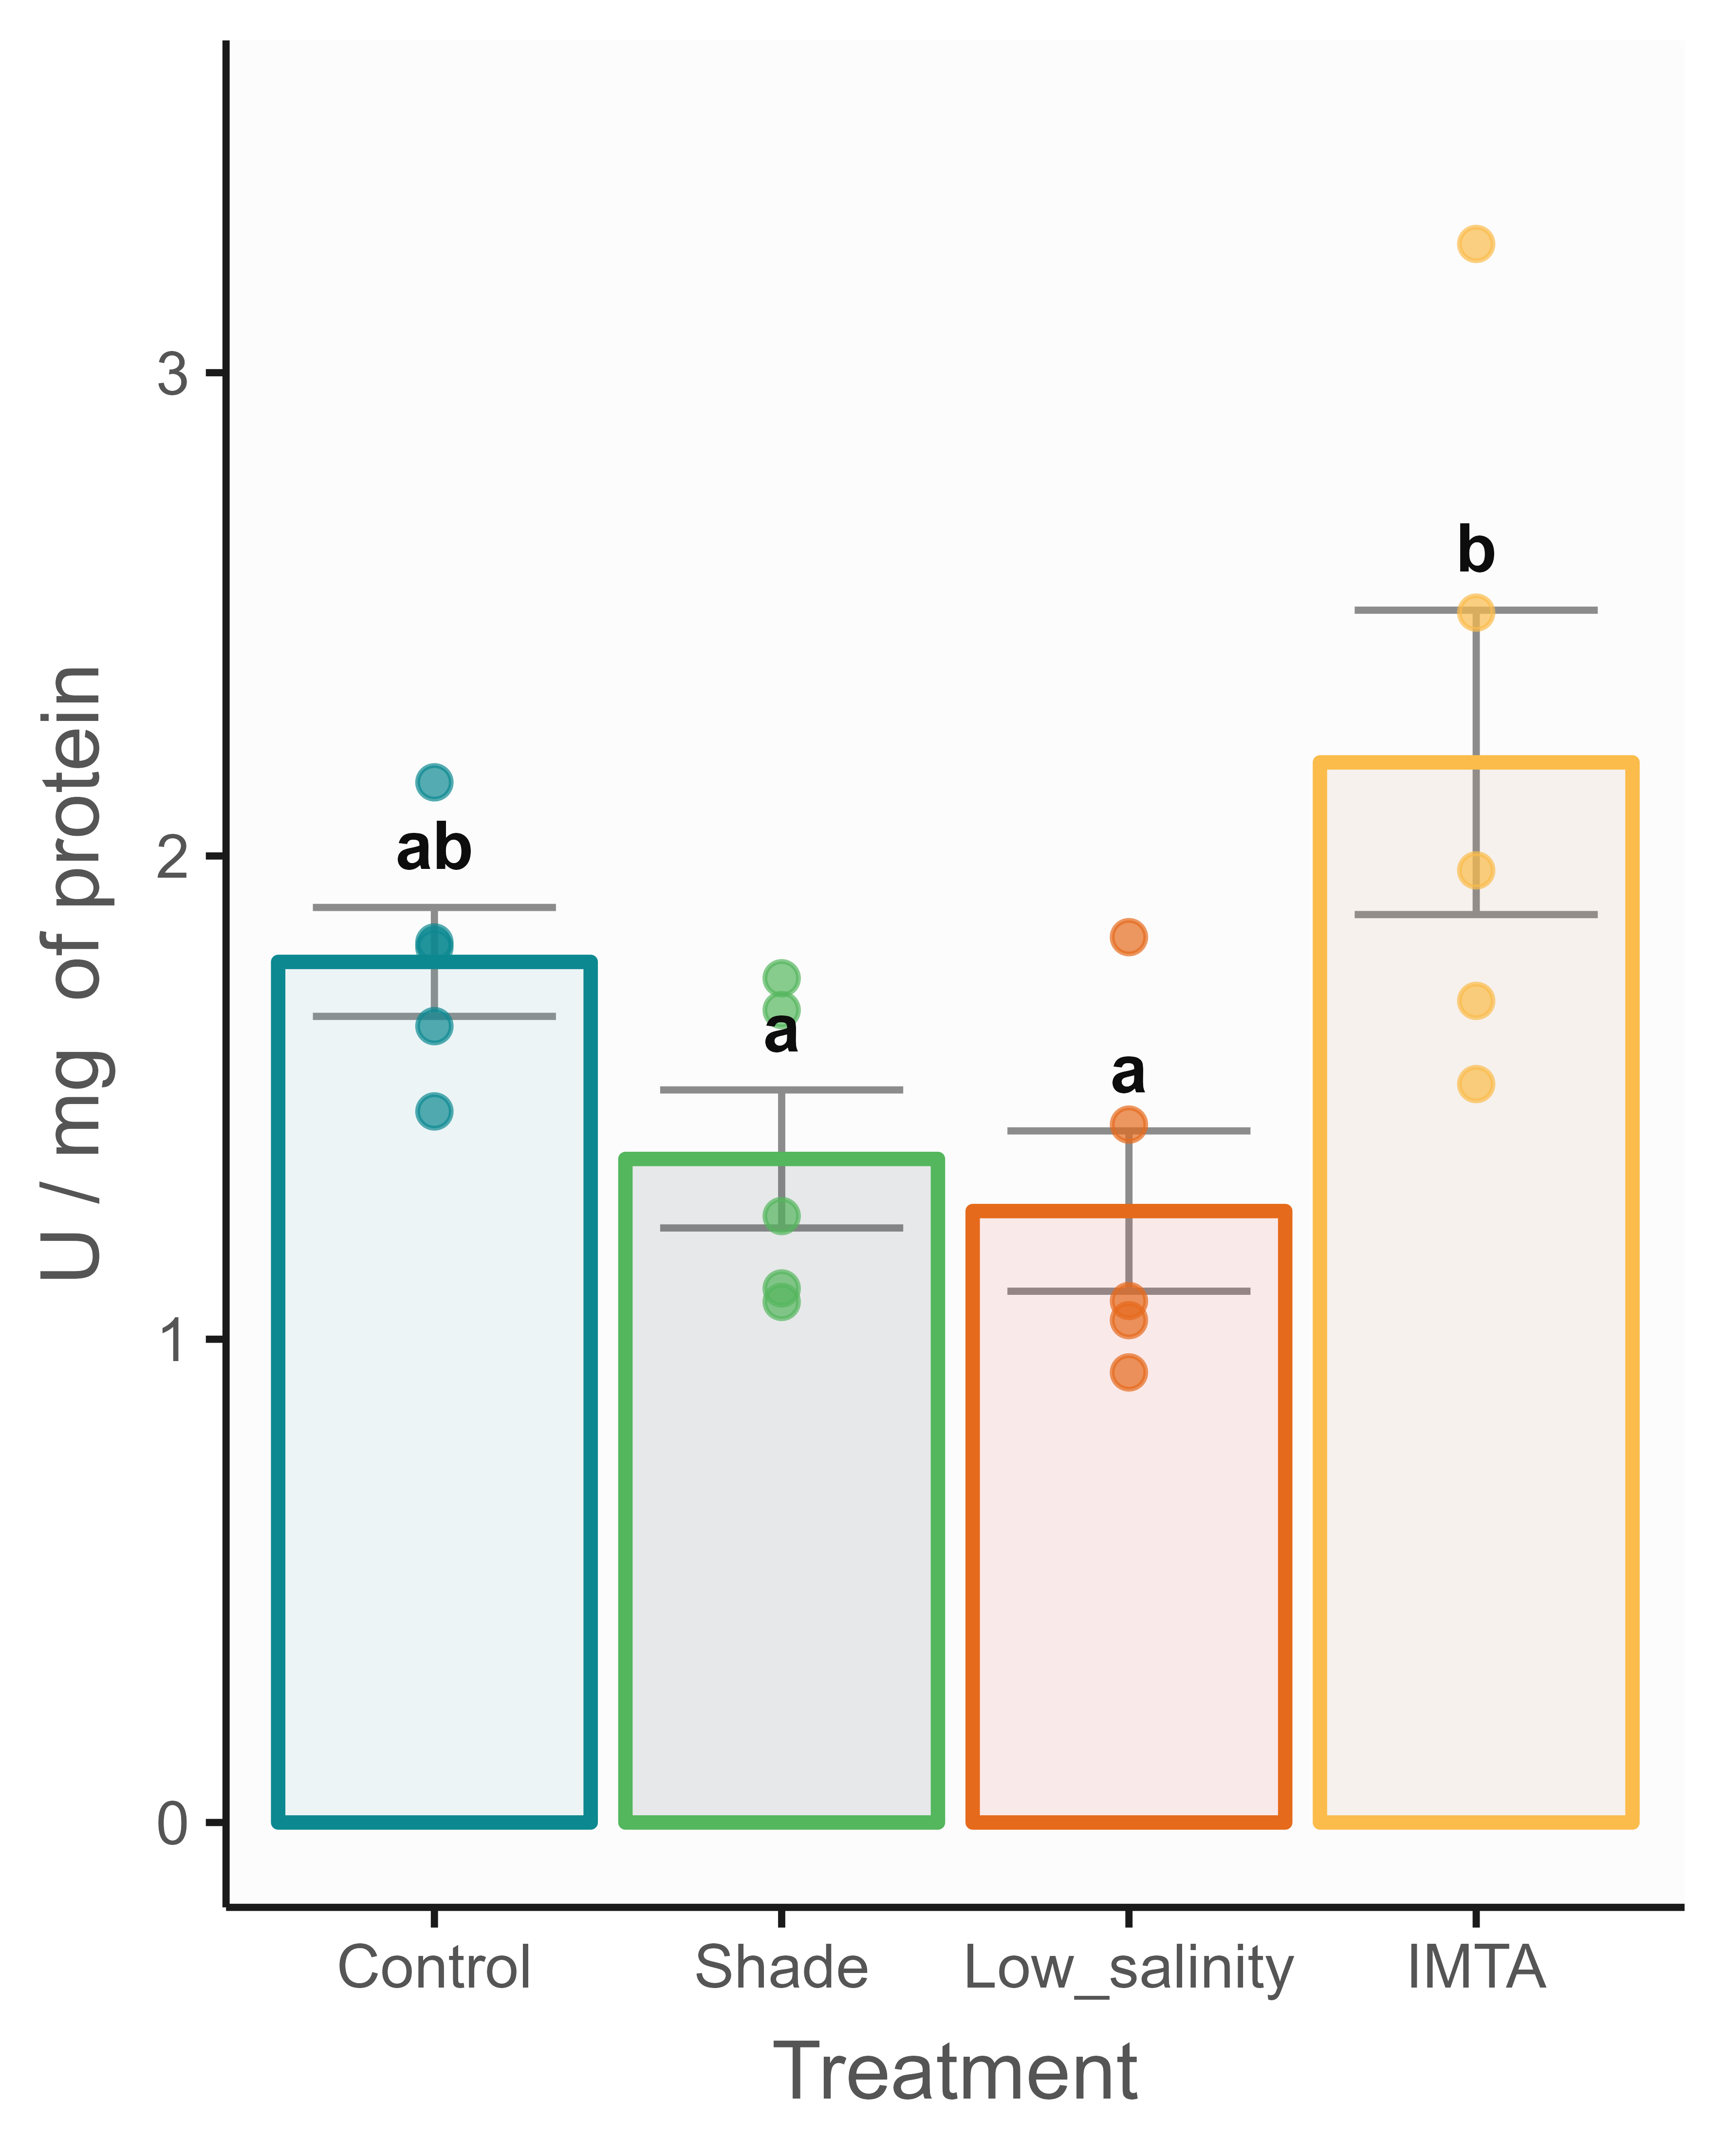 U / mg of protein
3
2
1
0
ab
a
a
b
Control Shade Low_salinity IMTA
Treatment